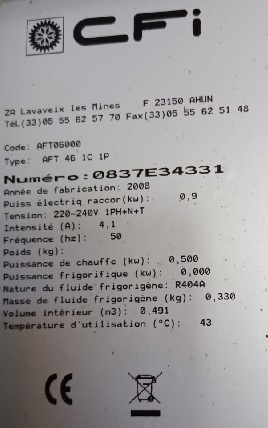 CFi
ZA Lavaveix les Mines F 23150 AHUN
Tél(33)05 55 62 57 70 Fax(33)05 55 62 51 48
Code: AFT06000
Type: AFT 46 1C 1P
Numéro:0837E34331
Année de fabrication: 2008
Puiss électriq raccor(kw): 0,9
Tension: 220-240V 1PH+N+T
Intensité (A): 4,1
Fréquence (hz): 50
Poids (kg):
Puissance de chauffe (kw): 0,500
Puissance frigorifique (kw): 0,000
Nature du fluide frigorigène: R404A
Masse de fluide frigorigène (kg): 0,330
Volume intérieur (m3): 0.491
Température d'utilisation (°C): 43
CE